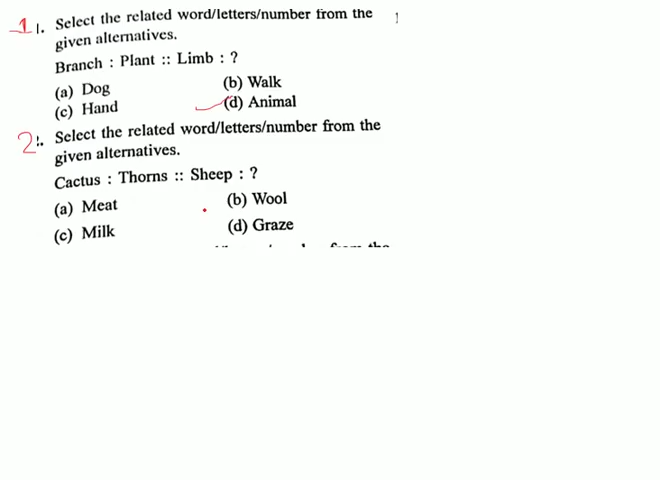 1 1. Select the related word/letters/number from the
given alternatives.
Branch : Plant :: Limb : ?
(a) Dog (b) Walk
(c) Hand (d) Animal
2. Select the related word/letters/number from the
given alternatives.
Cactus : Thorns :: Sheep : ?
(a) Meat (b) Wool
(c) Milk (d) Graze